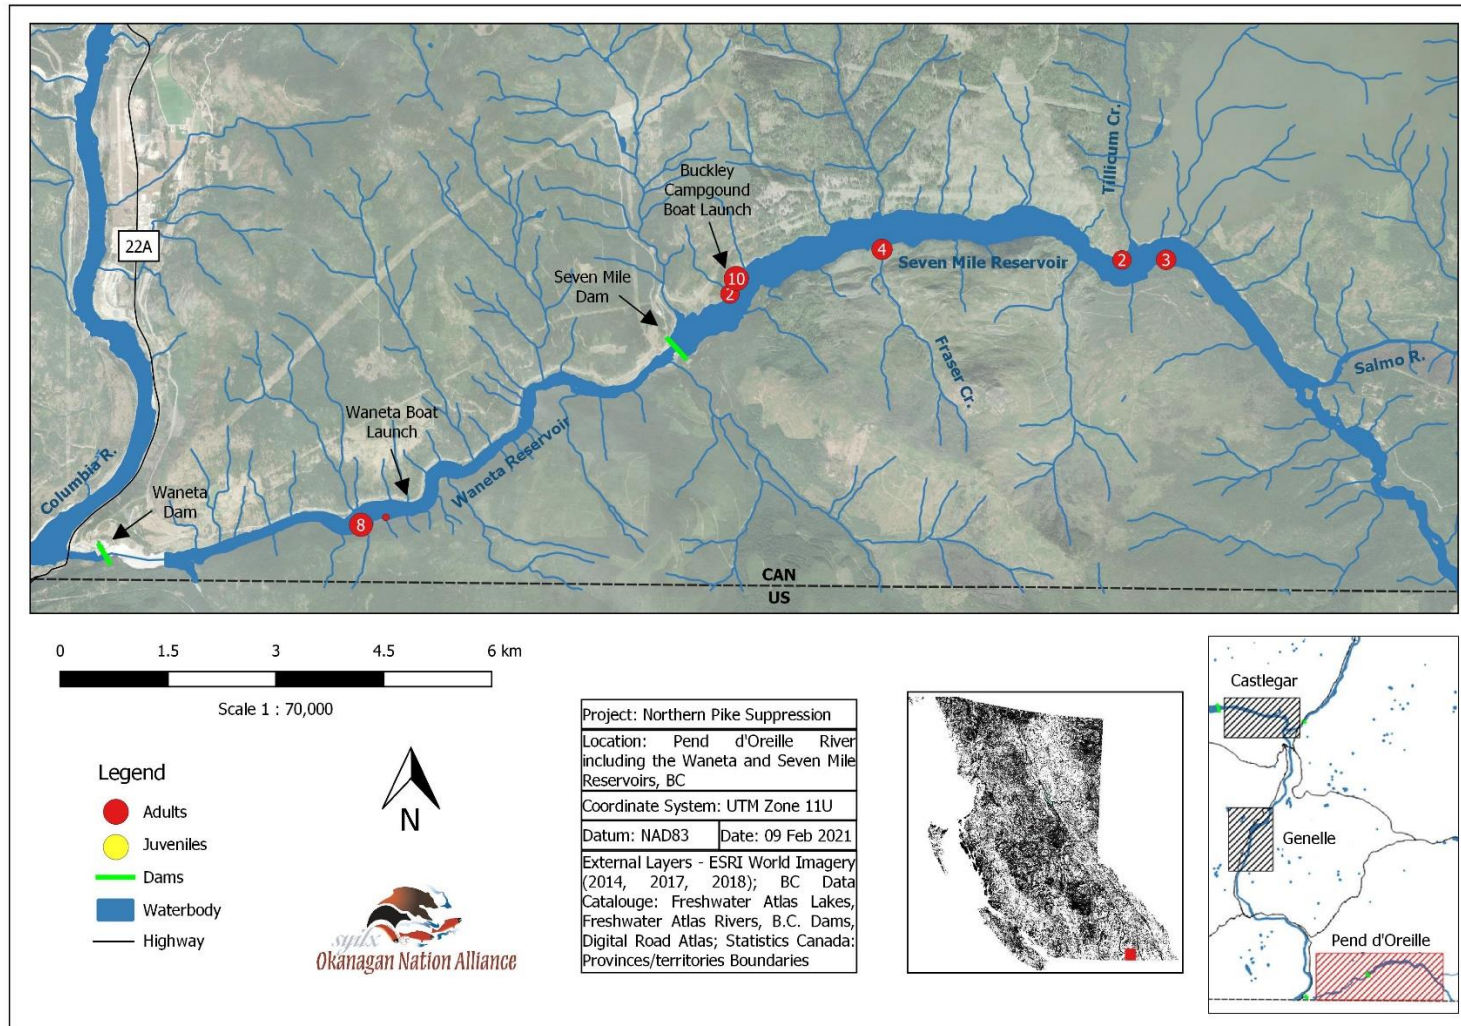 Tillicum Cr.
Buckley
Campgound
Boat Launch
22A
4
Seven Mile Reservoir
2
3
10
2
Seven Mile
Dam
Fraser Cr.
Salmo R.
Waneta Boat
Launch
Waneta Reservoir
Columbia R.
Waneta
Dam
8
CAN
US
0 1.5 3 4.5 6 km
Scale 1 : 70,000
Legend
Adults
Juveniles
Dams
Waterbody
Highway
N
syilx
Okanagan Nation Alliance
Project: Northern Pike Suppression
Location: Pend d'Oreille River
including the Waneta and Seven Mile
Reservoirs, BC
Coordinate System: UTM Zone 11U
Datum: NAD83 Date: 09 Feb 2021
External Layers - ESRI World Imagery
(2014, 2017, 2018); BC Data
Catalouge: Freshwater Atlas Lakes,
Freshwater Atlas Rivers, B.C. Dams,
Digital Road Atlas; Statistics Canada:
Provinces/territories Boundaries
Castlegar
Genelle
Pend d'Oreille